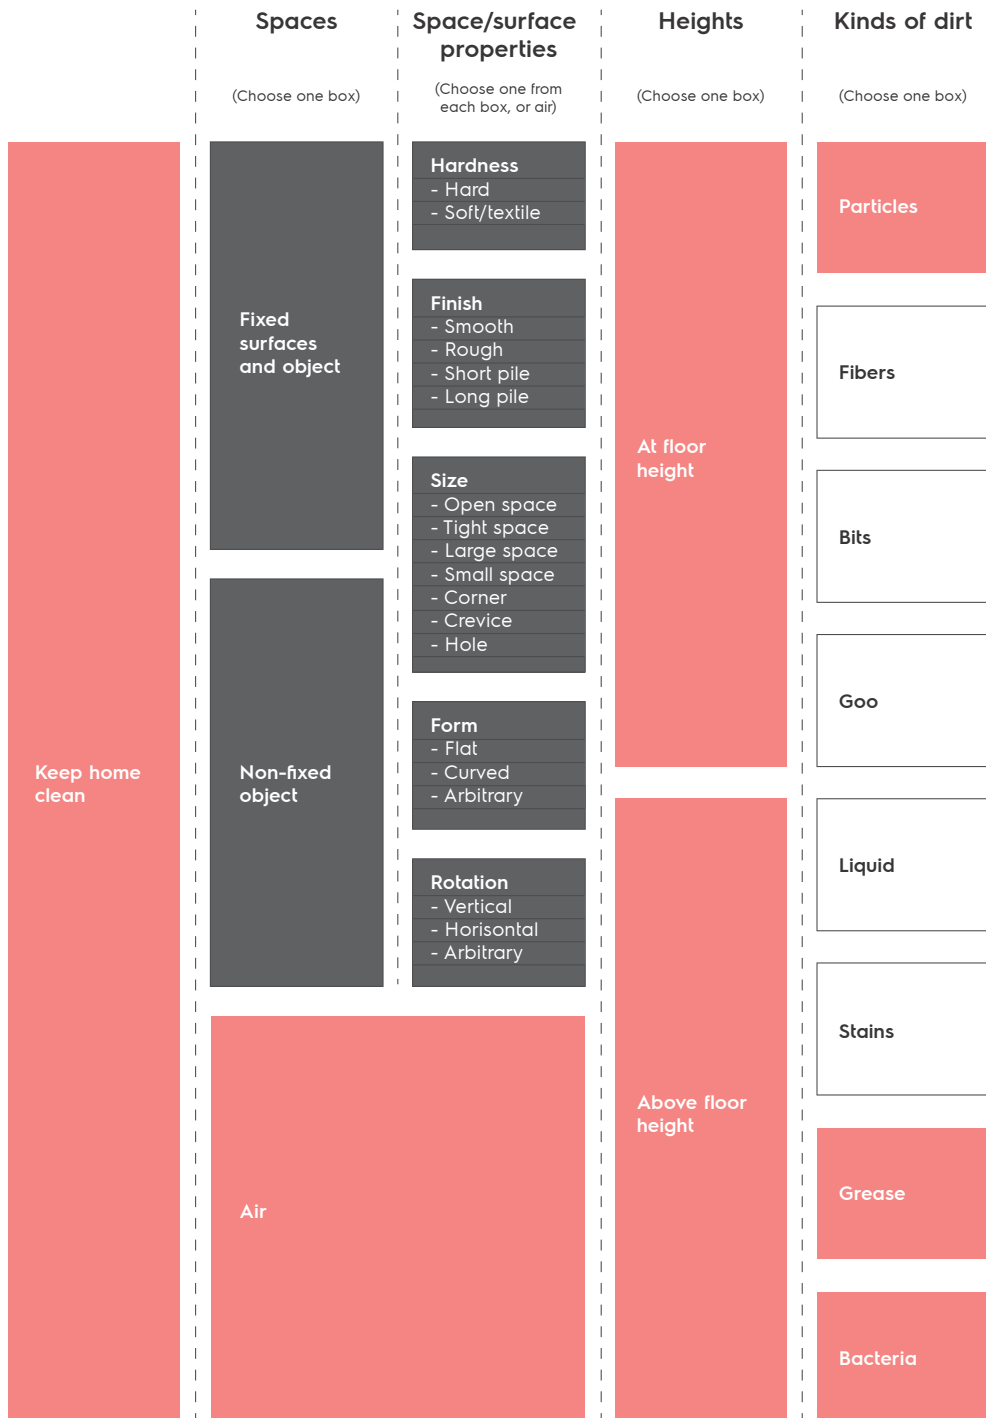 Spaces
(Choose one box)
Space/surface
properties
(Choose one from
each box, or air)
Heights
(Choose one box)
Kinds of dirt
(Choose one box)
Keep home
clean
Fixed
surfaces
and object
Non-fixed
object
Hardness
- Hard
- Soft/textile
Finish
- Smooth
- Rough
- Short pile
- Long pile
Size
- Open space
- Tight space
- Large space
- Small space
- Corner
- Crevice
- Hole
Form
- Flat
- Curved
- Arbitrary
Rotation
- Vertical
- Horisontal
- Arbitrary
Air
At floor
height
Above floor
height
Particles
Fibers
Bits
Goo
Liquid
Stains
Grease
Bacteria